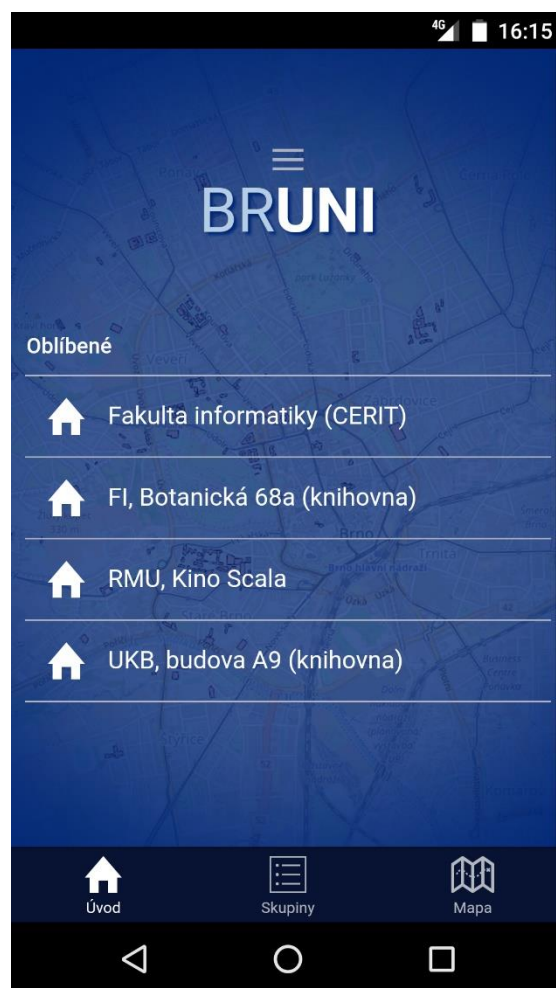 4G 16:15
BRUNI
Oblíbené
Fakulta informatiky (CERIT)
FI, Botanická 68a (knihovna)
RMU, Kino Scala
UKB, budova A9 (knihovna)
Úvod
Skupiny
Mapa